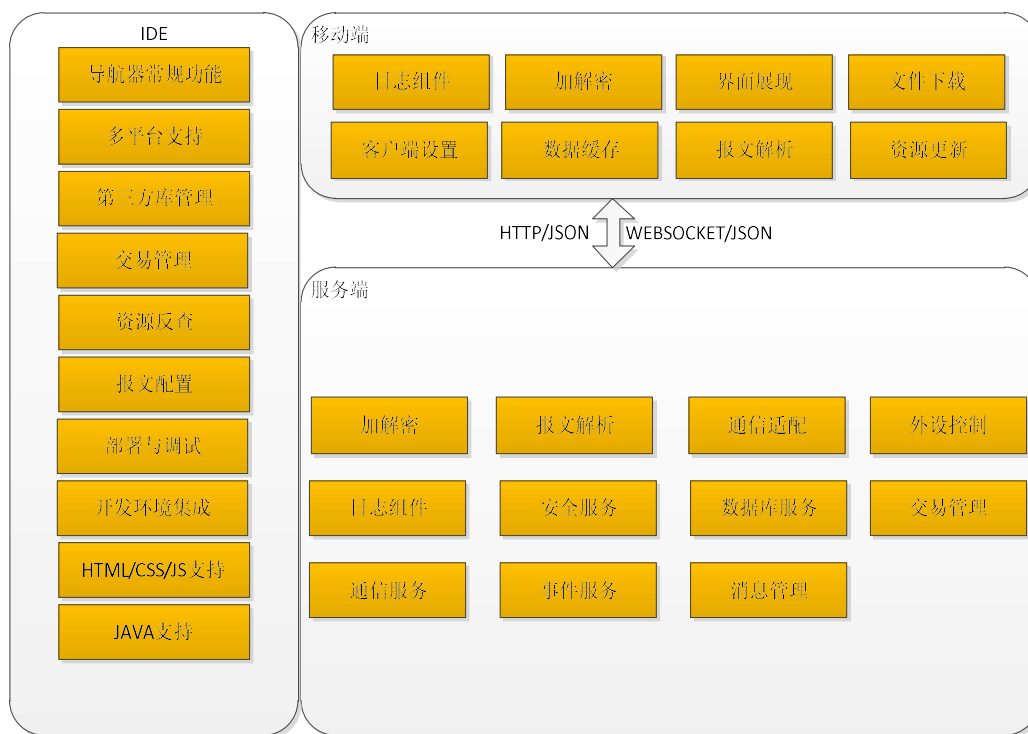 IDE
导航器常规功能
多平台支持
第三方库管理
交易管理
资源反查
报文配置
部署与调试
开发环境集成
HTML/CSS/JS支持
JAVA支持
移动端
日志组件 加解密 界面展现 文件下载
客户端设置 数据缓存 报文解析 资源更新
HTTP/JSON WEBSOCKET/JSON
服务端
加解密 报文解析 通信适配 外设控制
日志组件 安全服务 数据库服务 交易管理
通信服务 事件服务 消息管理